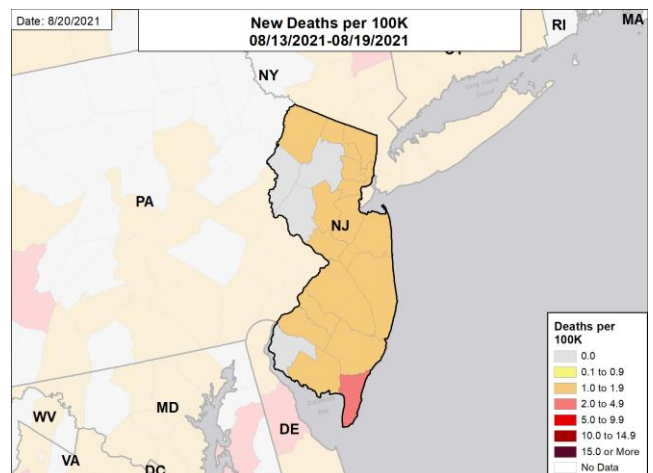 Date: 8/20/2021
New Deaths per 100K
08/13/2021-08/19/2021
RI
MA
NY
PA
NJ
MD
WV
DE
VA
DC
Deaths per
100K
0.0
0.1 to 0.9
1.0 to 1.9
2.0 to 4.9
5.0 to 9.9
10.0 to 14.9
15.0 or More
No Data